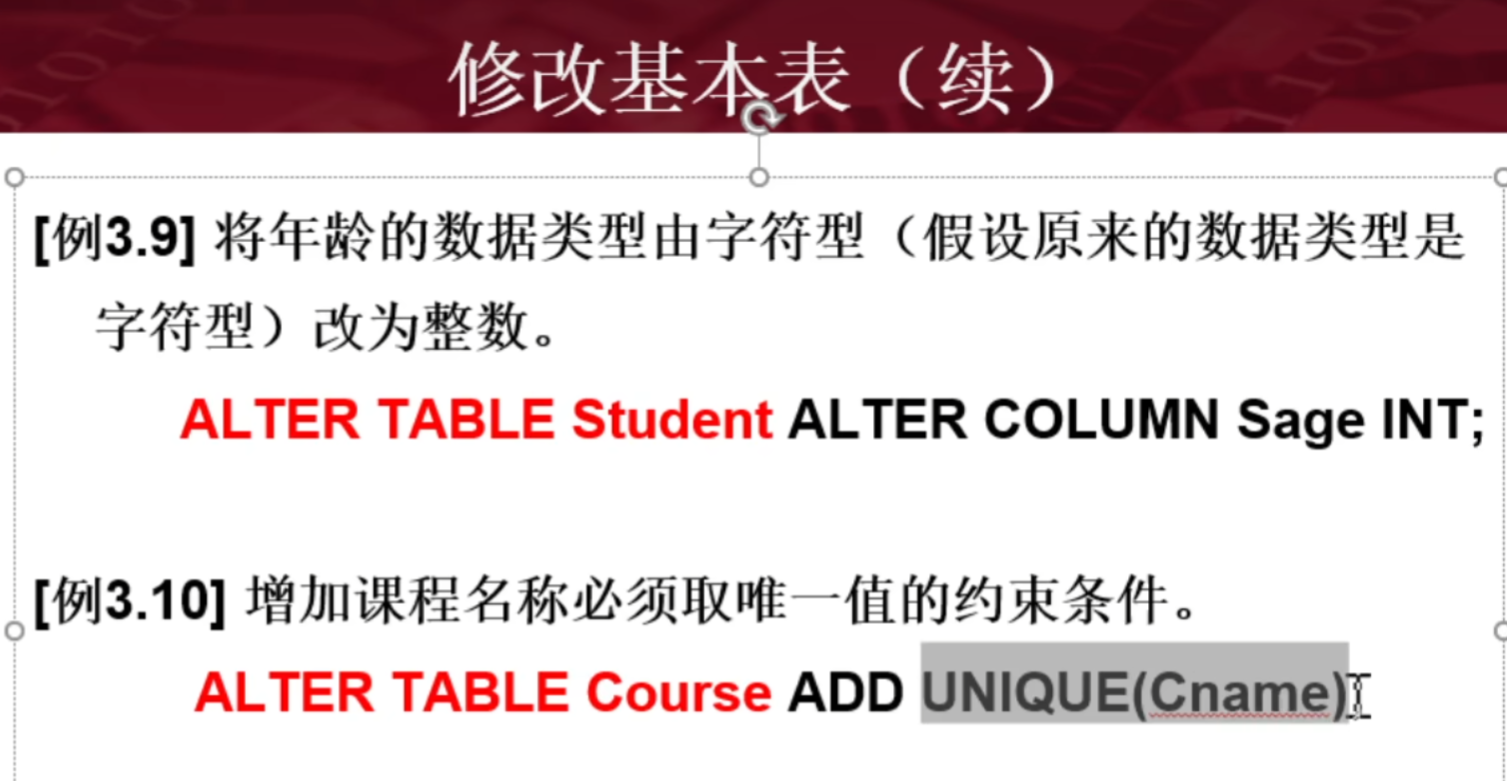 修改基本表（续）
[例3.9] 将年龄的数据类型由字符型（假设原来的数据类型是
字符型）改为整数。
ALTER TABLE Student ALTER COLUMN Sage INT;
[例3.10] 增加课程名称必须取唯一值的约束条件。
ALTER TABLE Course ADD UNIQUE(Cname);